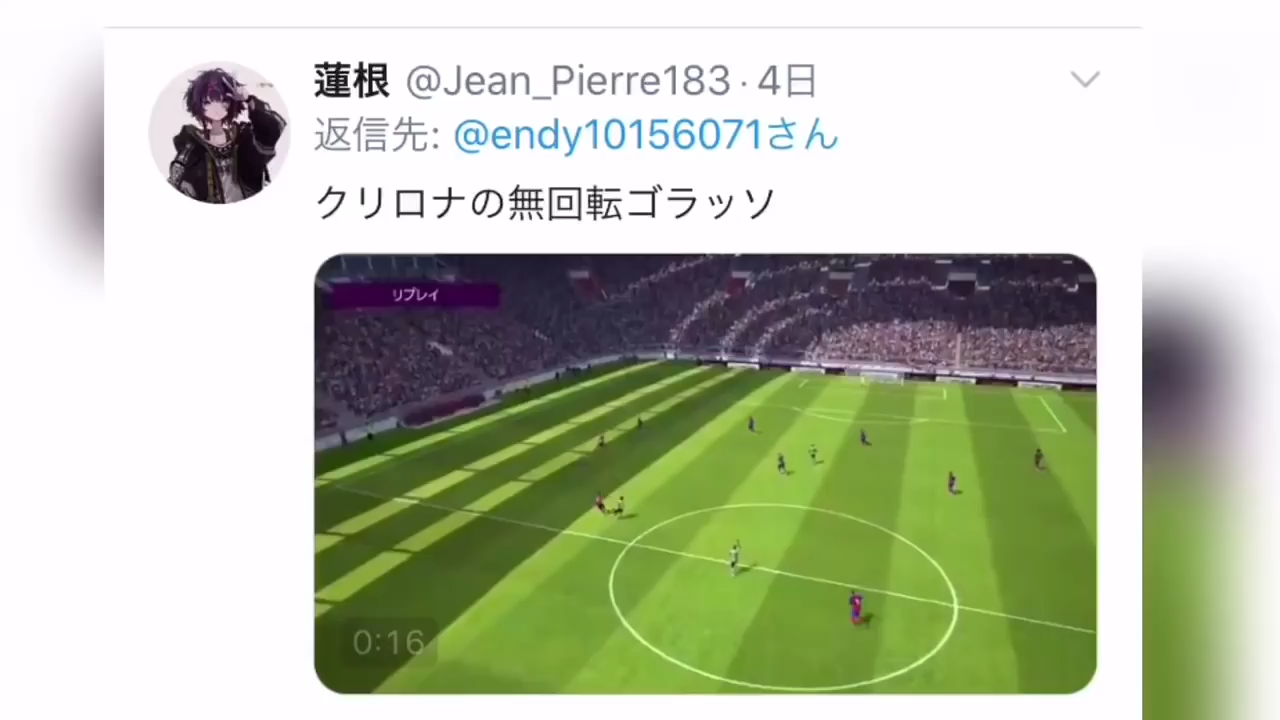 蓮根 @Jean_Pierre183 · 4日
返信先: @endy10156071さん
クリロナの無回転ゴラッソ
リプレイ
0:16